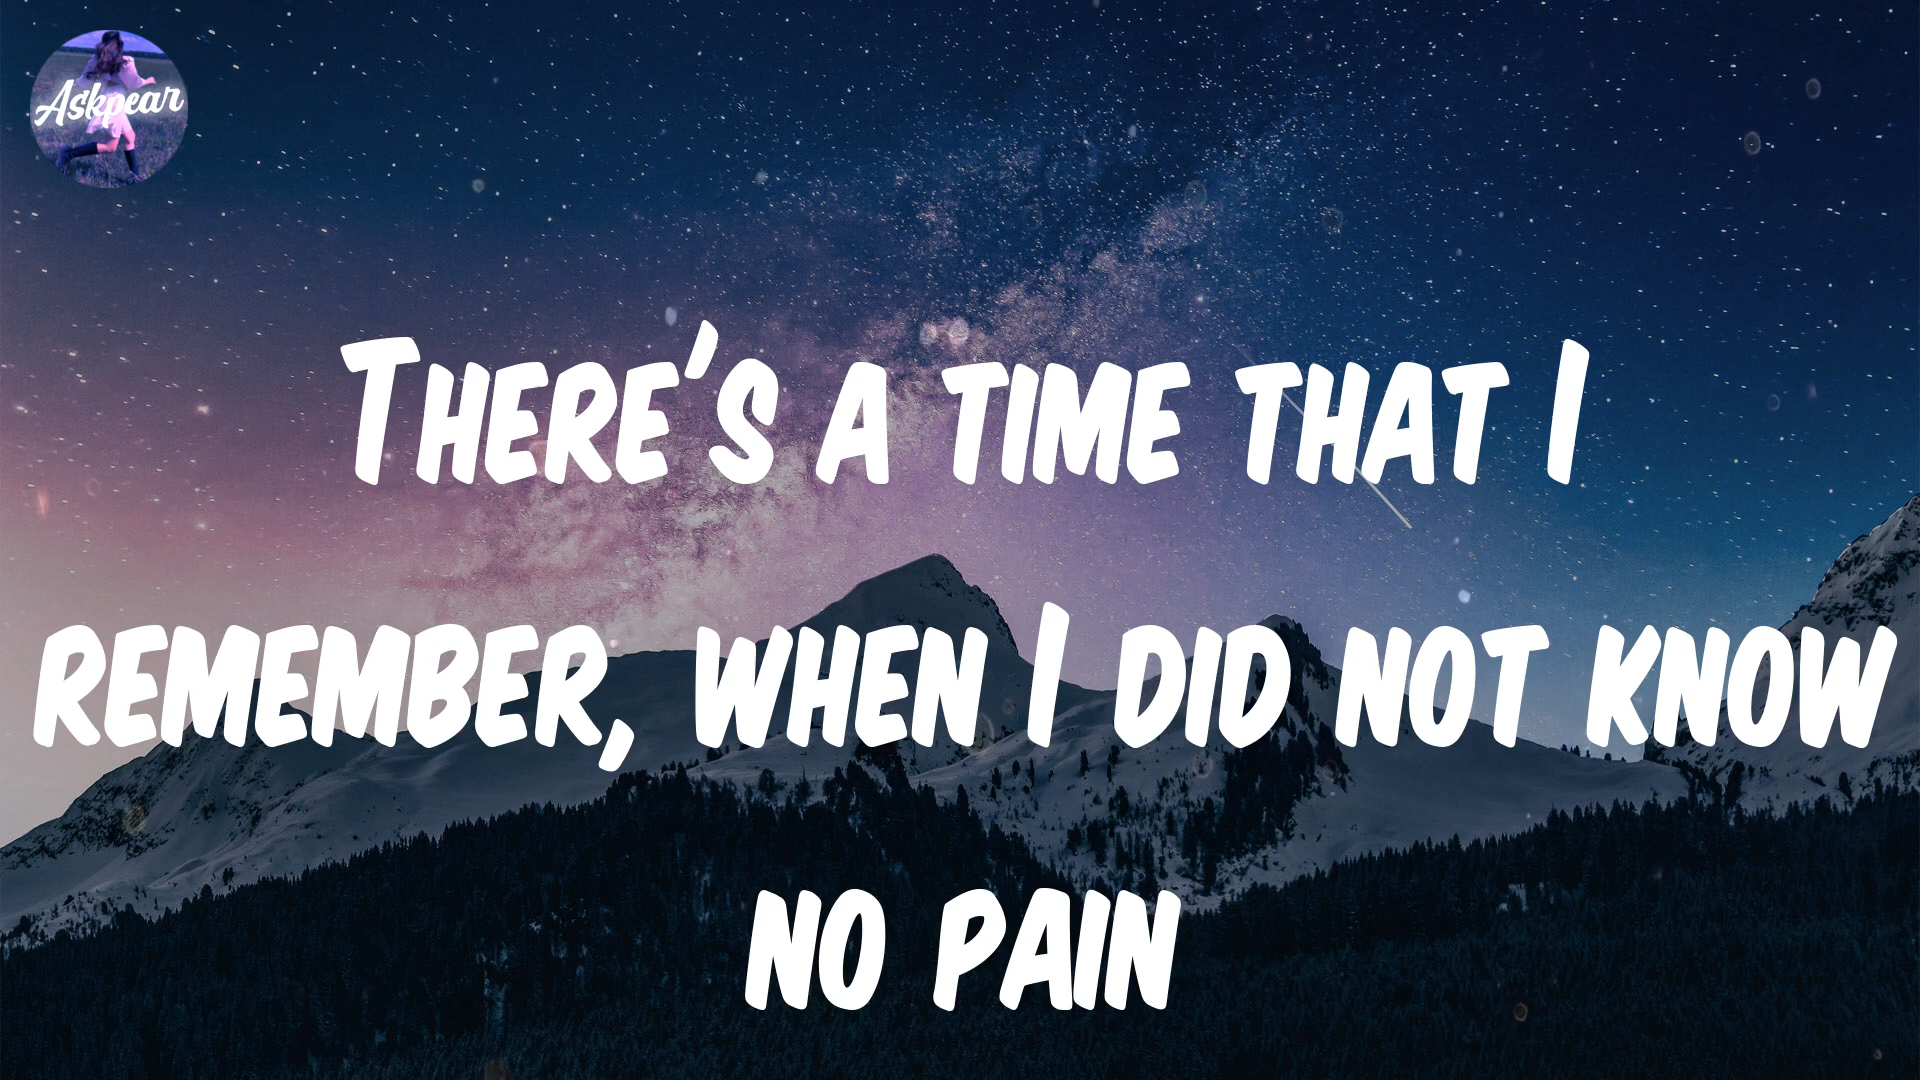 Askpear
There's a time that I
remember, when I did not know
no pain